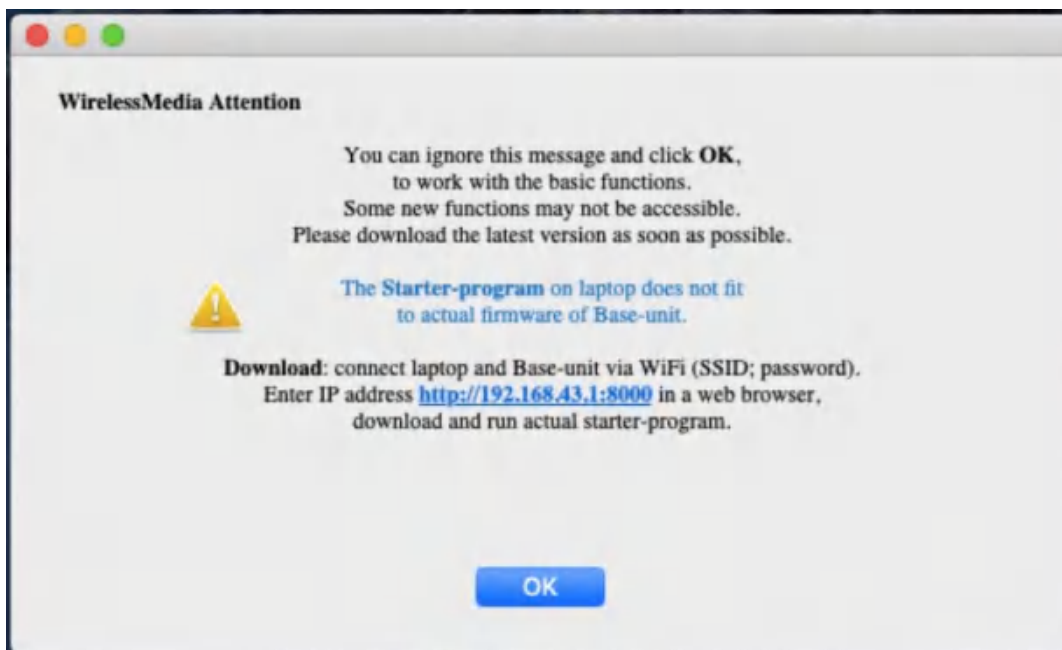 WirelessMedia Attention
You can ignore this message and click OK,
to work with the basic functions.
Some new functions may not be accessible.
Please download the latest version as soon as possible.
The Starter-program on laptop does not fit
to actual firmware of Base-unit.
Download: connect laptop and Base-unit via WiFi (SSID; password).
Enter IP address http://192.168.43.1:8000 in a web browser,
download and run actual starter-program.
OK